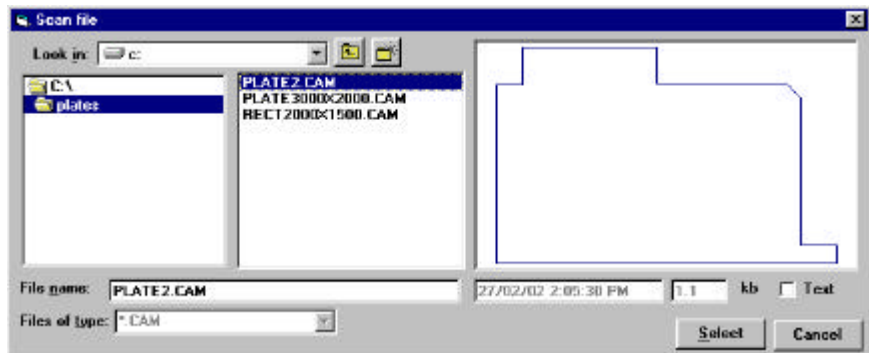 Scan file
Look in: c:
C:\
plates
PLATE2.CAM
PLATE3000X2000.CAM
RECT2000X1500.CAM
File name: PLATE2.CAM 27/02/02 2:05:30 PM 1.1 kb Text
Files of type: *.CAM
Select Cancel